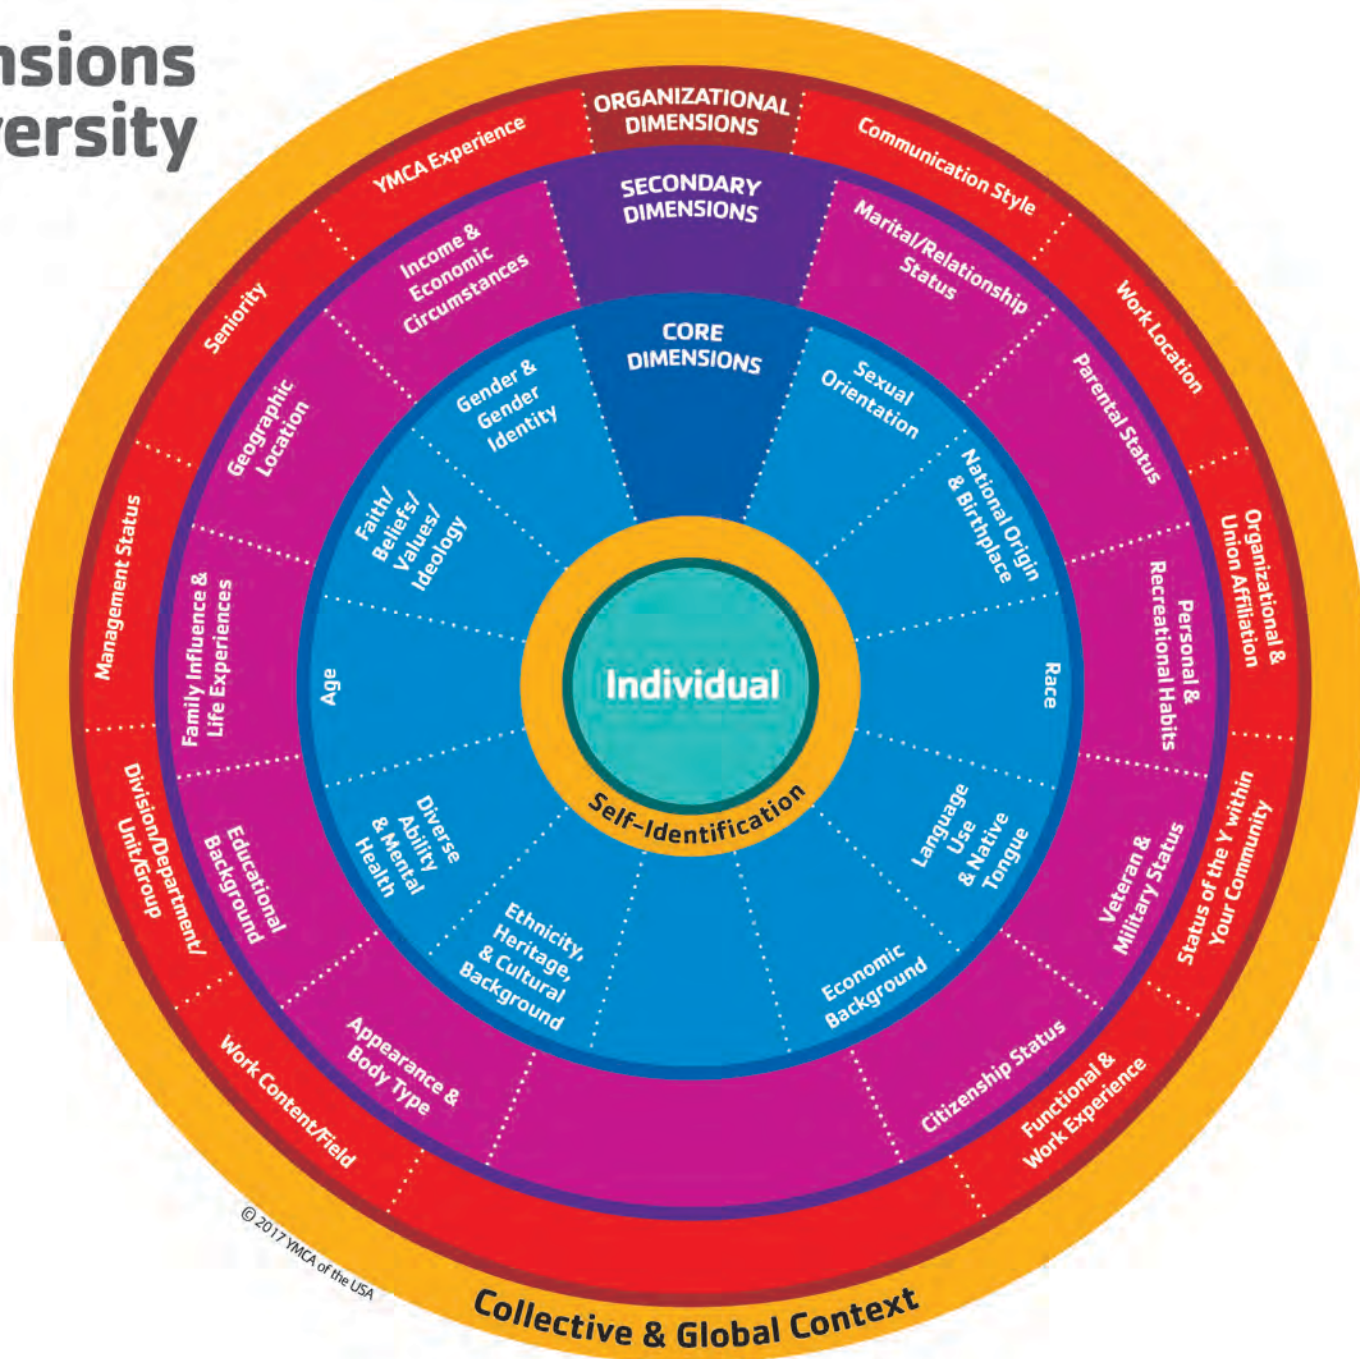 nsions
versity
ORGANIZATIONAL
DIMENSIONS
Communication Style
Work Location
Organizational &
Union Affiliation
Status of the Y within
Your Community
Functional &
Work Experience
Work Content/Field
Division/Department/
Unit/Group
Management Status
Seniority
YMCA Experience
SECONDARY
DIMENSIONS
Marital/Relationship
Status
Parental Status
Personal &
Recreational Habits
Veteran &
Military Status
Citizenship Status
Appearance &
Body Type
Educational
Background
Family Influence &
Life Experiences
Geographic
Location
Income &
Economic
Circumstances
CORE
DIMENSIONS
Sexual
Orientation
National Origin
& Birthplace
Race
Language
Use
& Native
Tongue
Economic
Background
Ethnicity,
Heritage,
& Cultural
Background
Diverse
Ability
& Mental
Health
Age
Faith/
Beliefs/
Values/
Ideology
Gender &
Gender
Identity
Individual
Self-Identification
Collective & Global Context
© 2017 YMCA of the USA